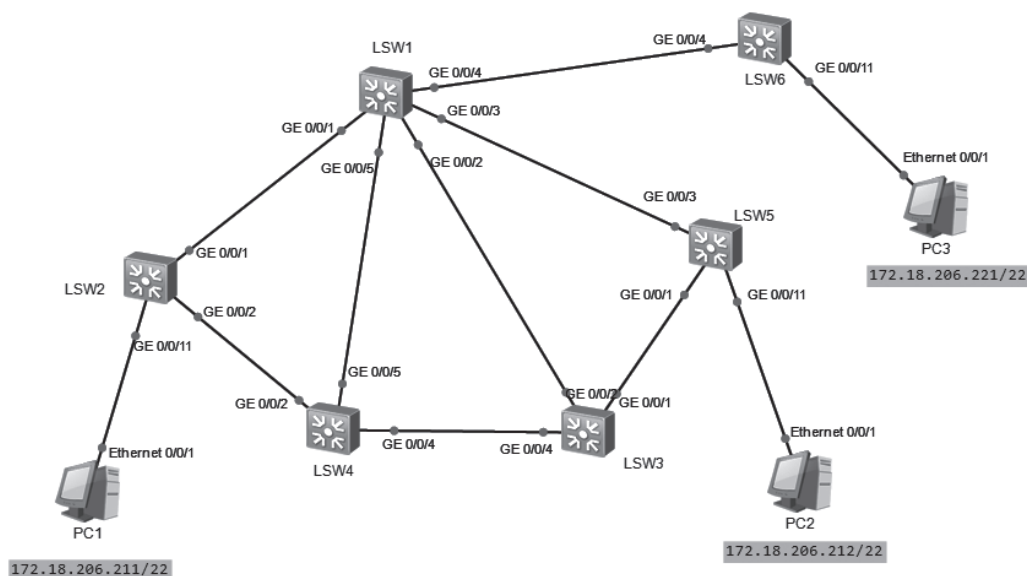 LSW1
GE 0/0/4
GE 0/0/4
LSW6
GE 0/0/11
GE 0/0/1
GE 0/0/3
GE 0/0/5
GE 0/0/2
Ethernet 0/0/1
GE 0/0/3
LSW5
PC3
172.18.206.221/22
GE 0/0/1
LSW2
GE 0/0/2
GE 0/0/1
GE 0/0/11
GE 0/0/11
GE 0/0/5
GE 0/0/2
GE 0/0/2
GE 0/0/1
GE 0/0/4
GE 0/0/4
LSW4
LSW3
Ethernet 0/0/1
Ethernet 0/0/1
PC1
PC2
172.18.206.211/22
172.18.206.212/22